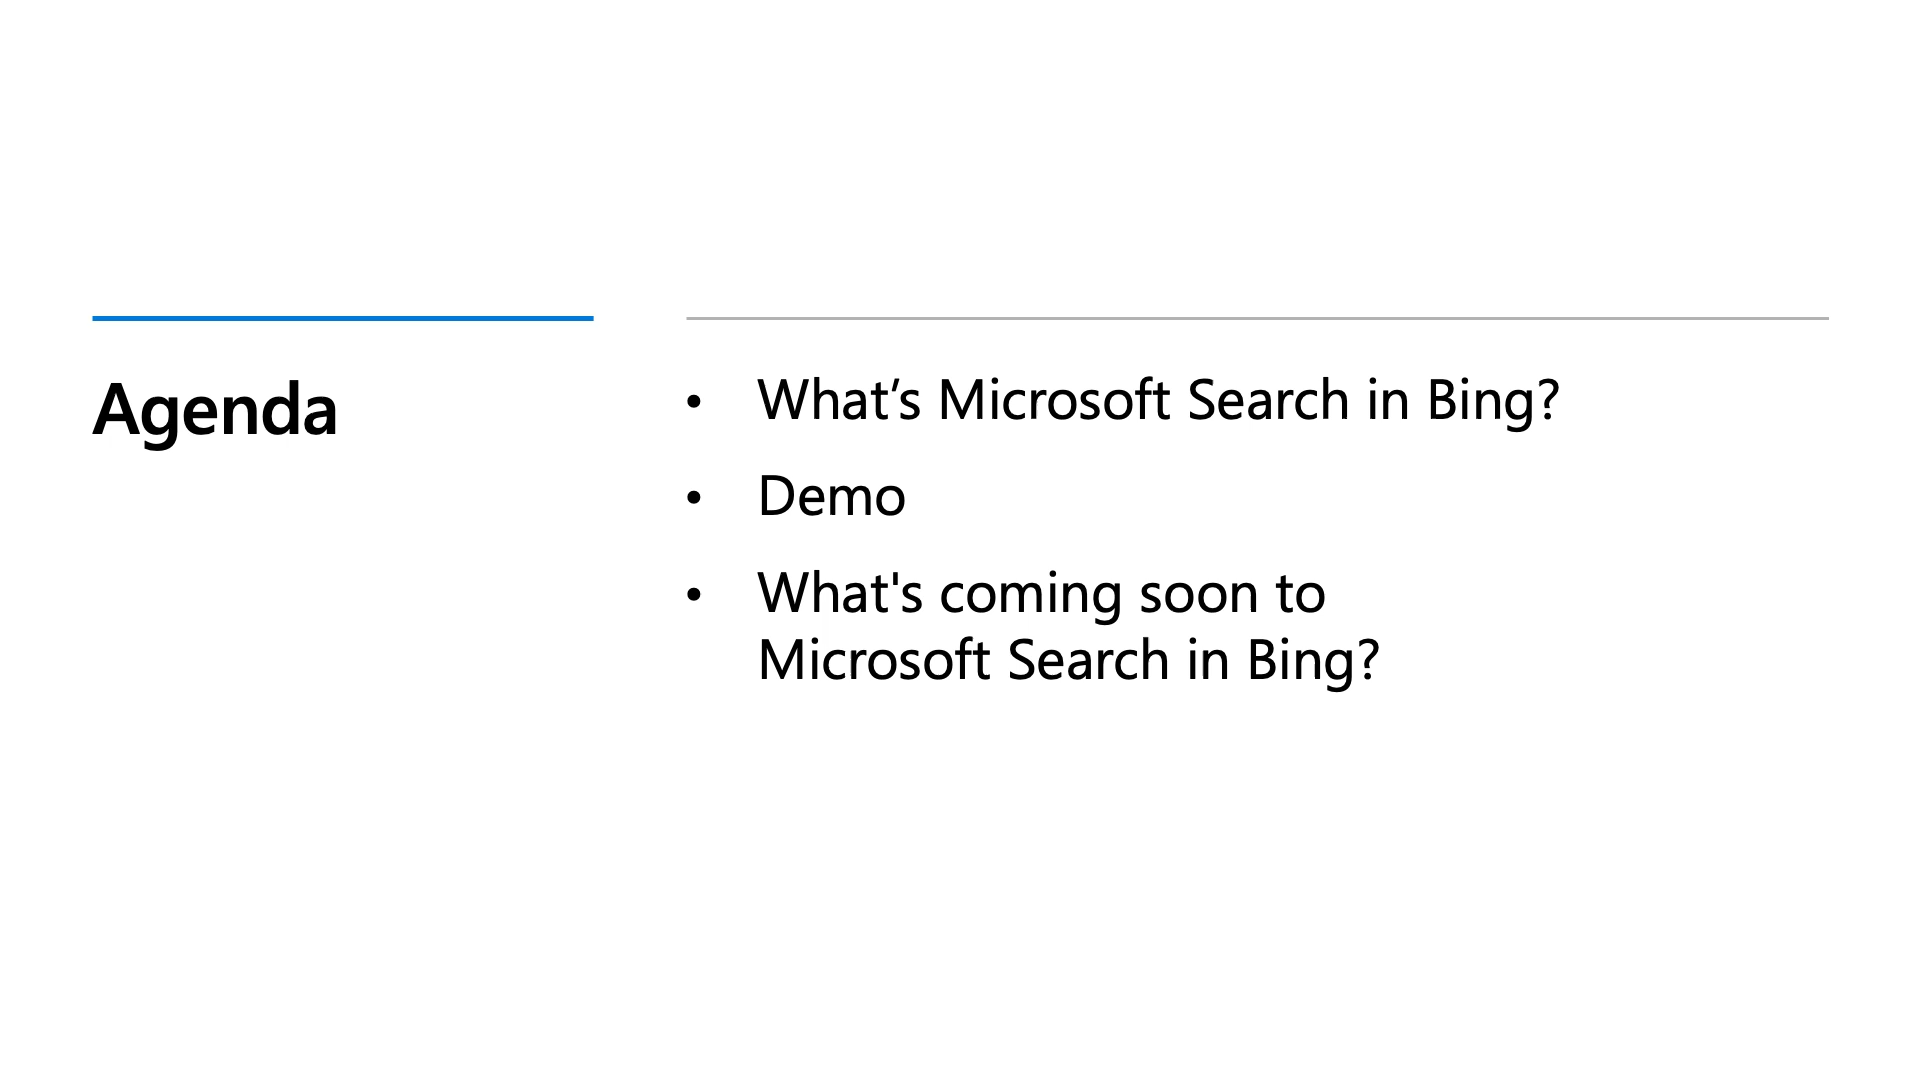 Agenda
• What’s Microsoft Search in Bing?
• Demo
• What's coming soon to
Microsoft Search in Bing?